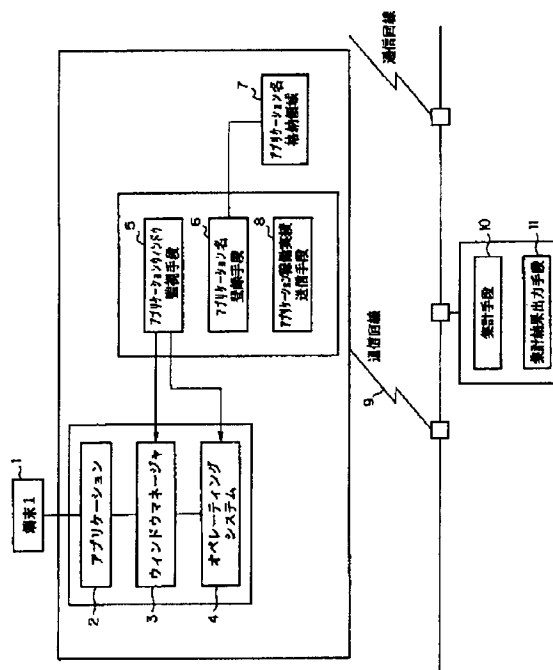 1
端末1
2
アプリケーション
3
ウィンドウマネージャ
4
オペレーティング
システム
5
アプリケーションウィンドウ
監視手段
6
アプリケーション名
登録手段
8
アプリケーション稼働実績
送信手段
7
アプリケーション名
格納領域
9
通信回線
通信回線
10
集計手段
11
集計結果出力手段